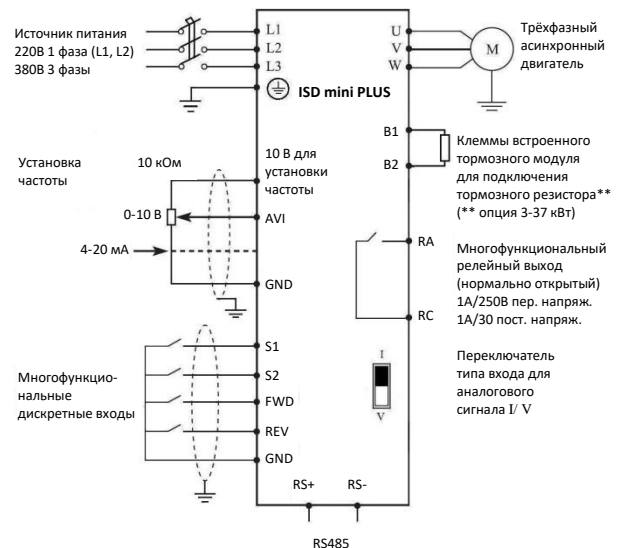 Источник питания
220В 1 фаза (L1, L2)
380В 3 фазы
L1
L2
L3
ISD mini PLUS
U
V
W
M
Трёхфазный
асинхронный
двигатель
B1
B2
Клеммы встроенного
тормозного модуля
для подключения
тормозного резистора**
(** опция 3-37 кВт)
Установка
частоты
10 кОм
0-10 В
4-20 мА
10 В для
установки
частоты
AVI
GND
RA
RC
Многофункциональный
релейный выход
(нормально открытый)
1А/250В пер. напряж.
1А/30 пост. напряж.
Многофункцио-
нальные
дискретные входы
S1
S2
FWD
REV
GND
I
V
Переключатель
типа входа для
аналогового
сигнала I/ V
RS+
RS-
RS485